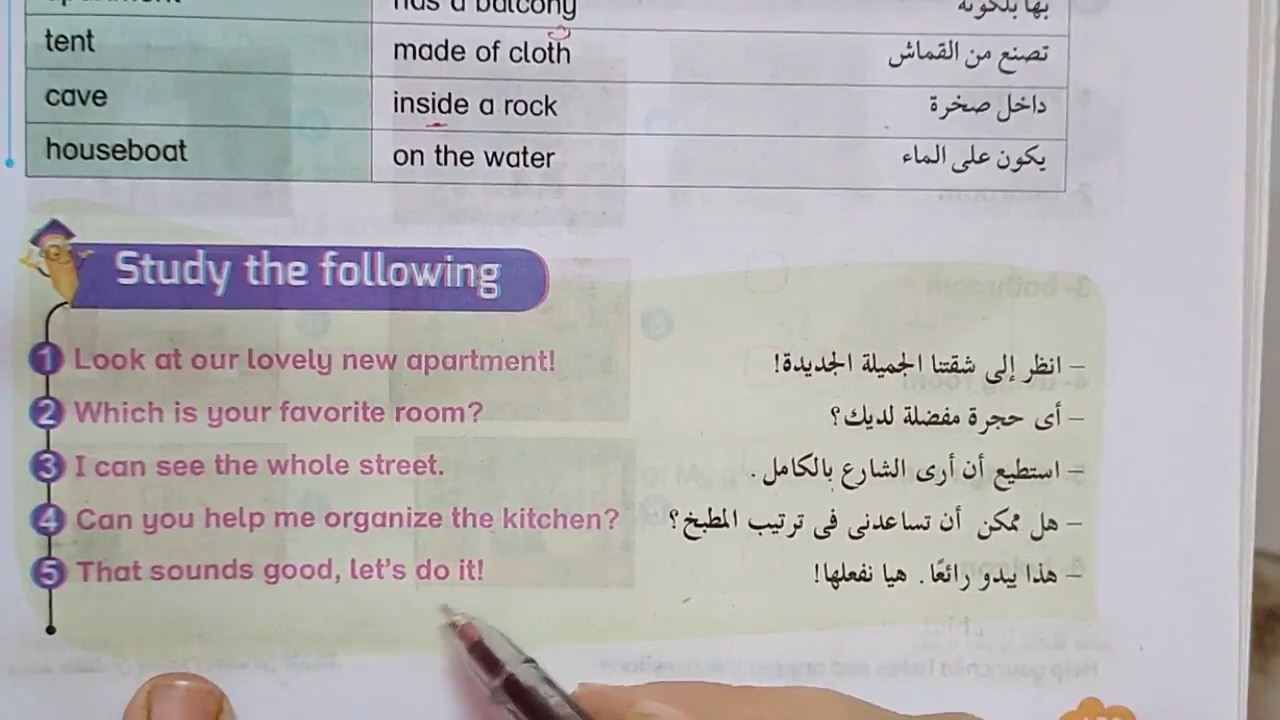 has a balcony بها بلكونة
tent made of cloth تصنع من القماش
cave inside a rock داخل صخرة
houseboat on the water يكون على الماء
Study the following
1 Look at our lovely new apartment! – انظر إلى شقتنا الجميلة الجديدة!
2 Which is your favorite room? – أى حجرة مفضلة لديك؟
3 I can see the whole street. – استطيع أن أرى الشارع بالكامل.
4 Can you help me organize the kitchen? – هل ممكن أن تساعدنى فى ترتيب المطبخ؟
5 That sounds good, let's do it! – هذا يبدو رائعًا. هيا نفعلها!